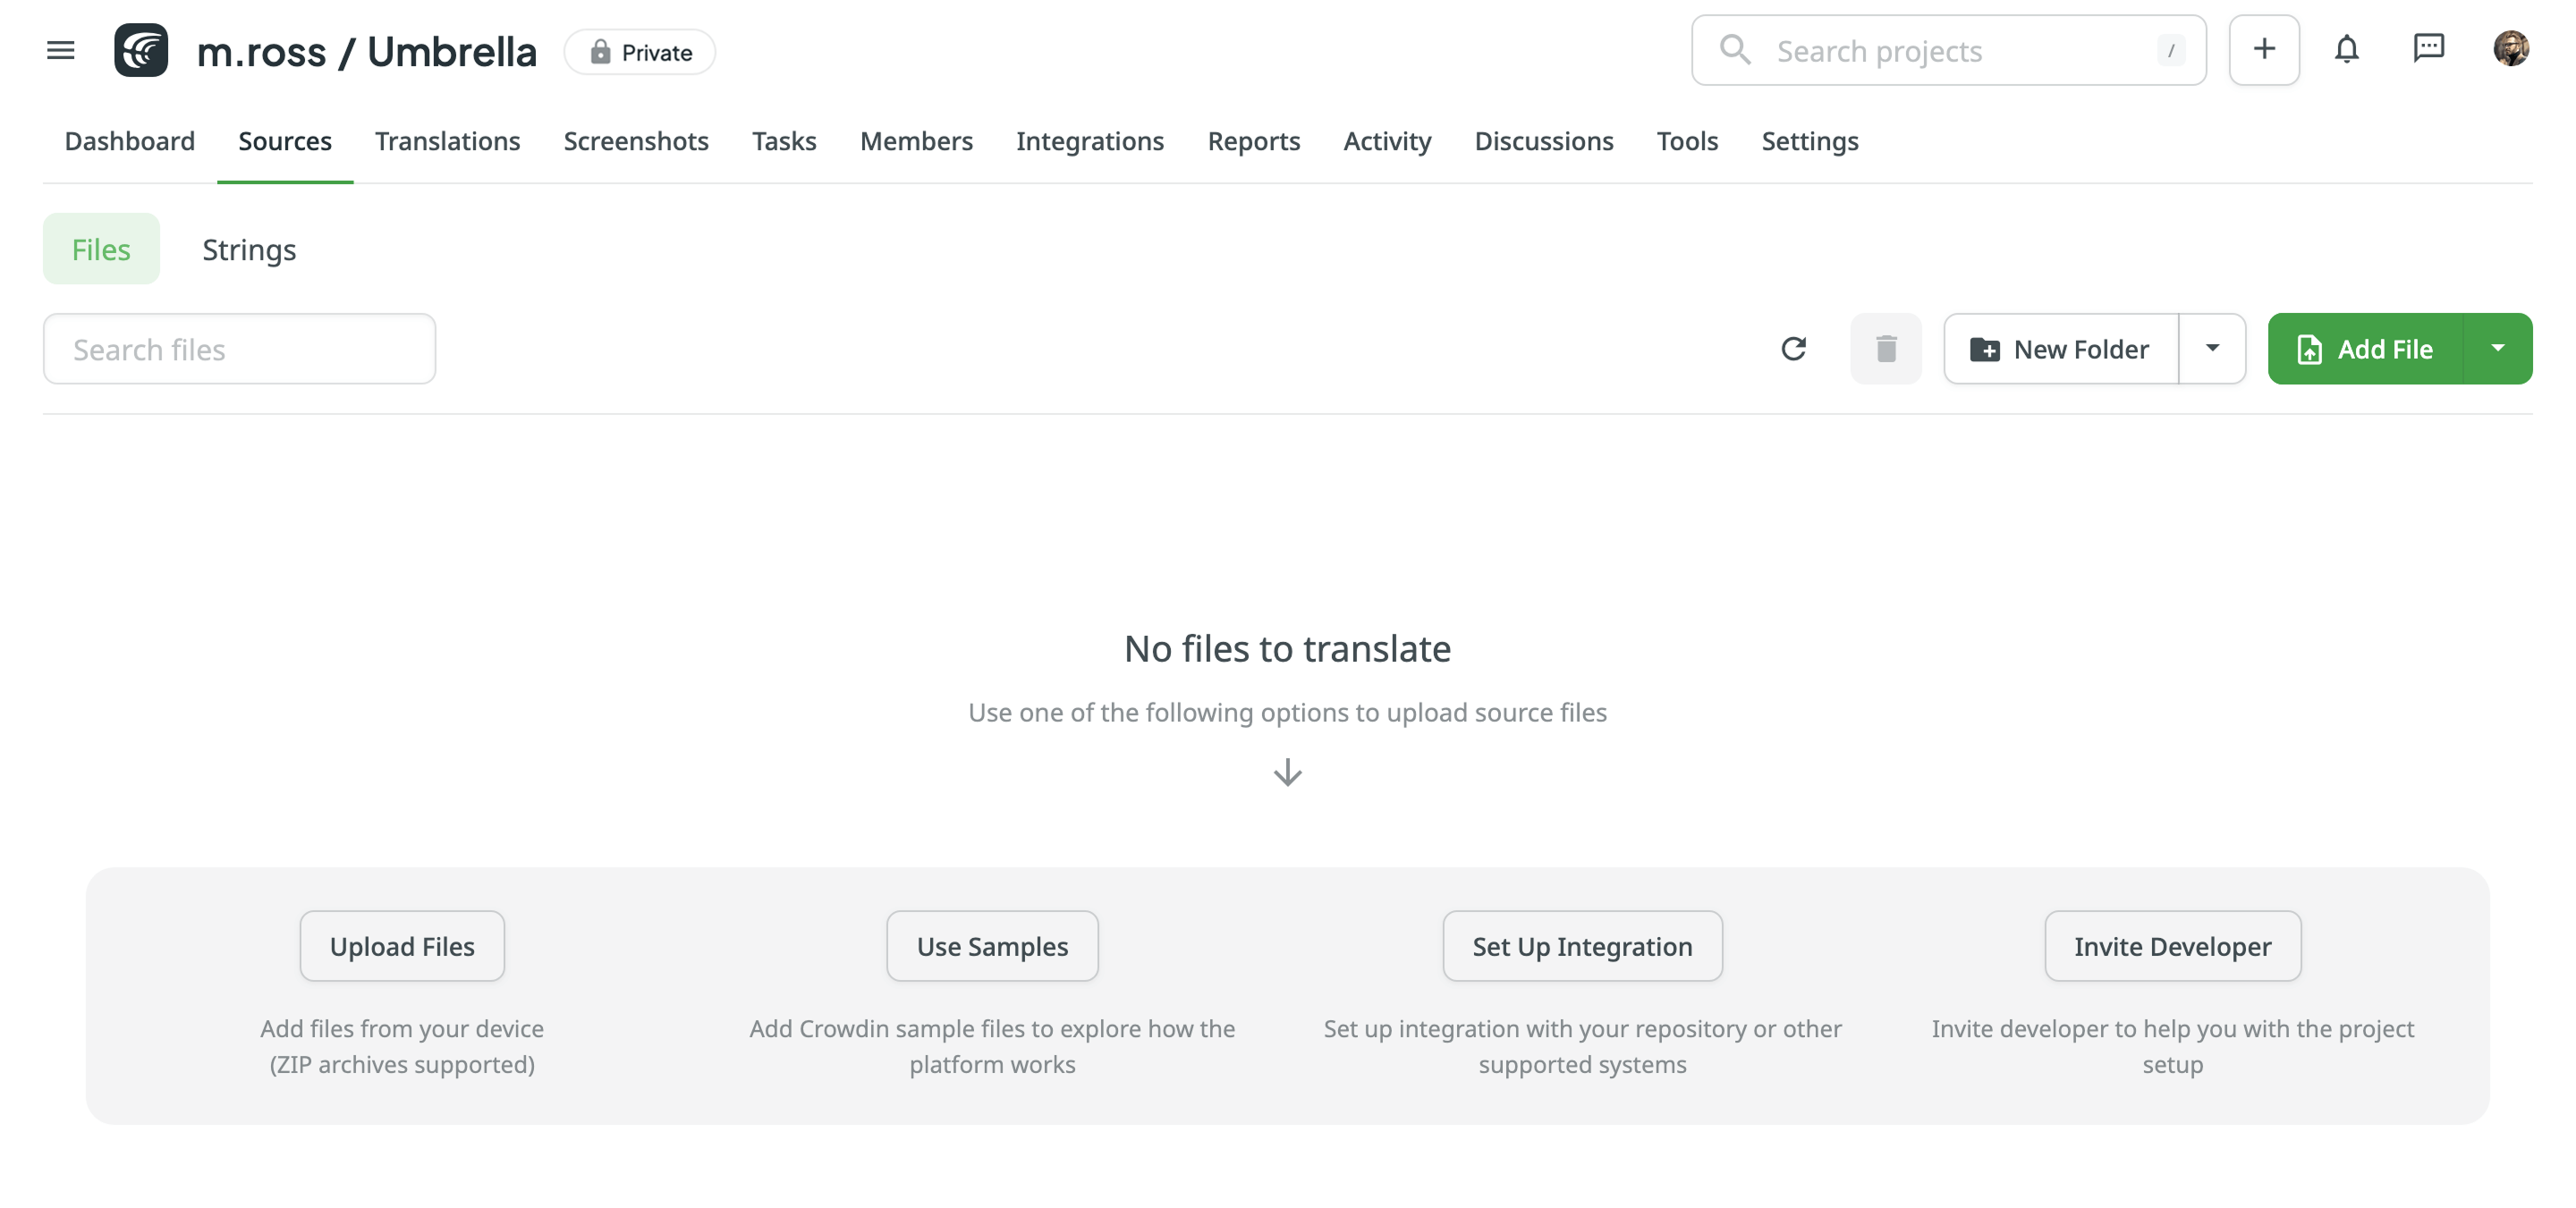 m.ross / Umbrella
Private
Search projects
/
Dashboard Sources Translations Screenshots Tasks Members Integrations Reports Activity Discussions Tools Settings
Files Strings
Search files
New Folder
Add File
No files to translate
Use one of the following options to upload source files
Upload Files
Add files from your device
(ZIP archives supported)
Use Samples
Add Crowdin sample files to explore how the
platform works
Set Up Integration
Set up integration with your repository or other
supported systems
Invite Developer
Invite developer to help you with the project
setup